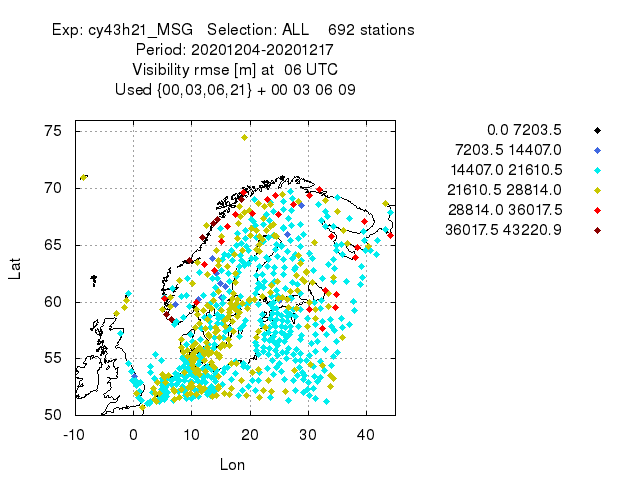 Exp: cy43h21_MSG   Selection: ALL    692 stations
Period: 20201204-20201217
Visibility rmse [m] at  06 UTC
Used {00,03,06,21} + 00 03 06 09
0.0 7203.5
7203.5 14407.0
14407.0 21610.5
21610.5 28814.0
28814.0 36017.5
36017.5 43220.9
75
70
65
60
55
50
Lat
-10 0 10 20 30 40
Lon